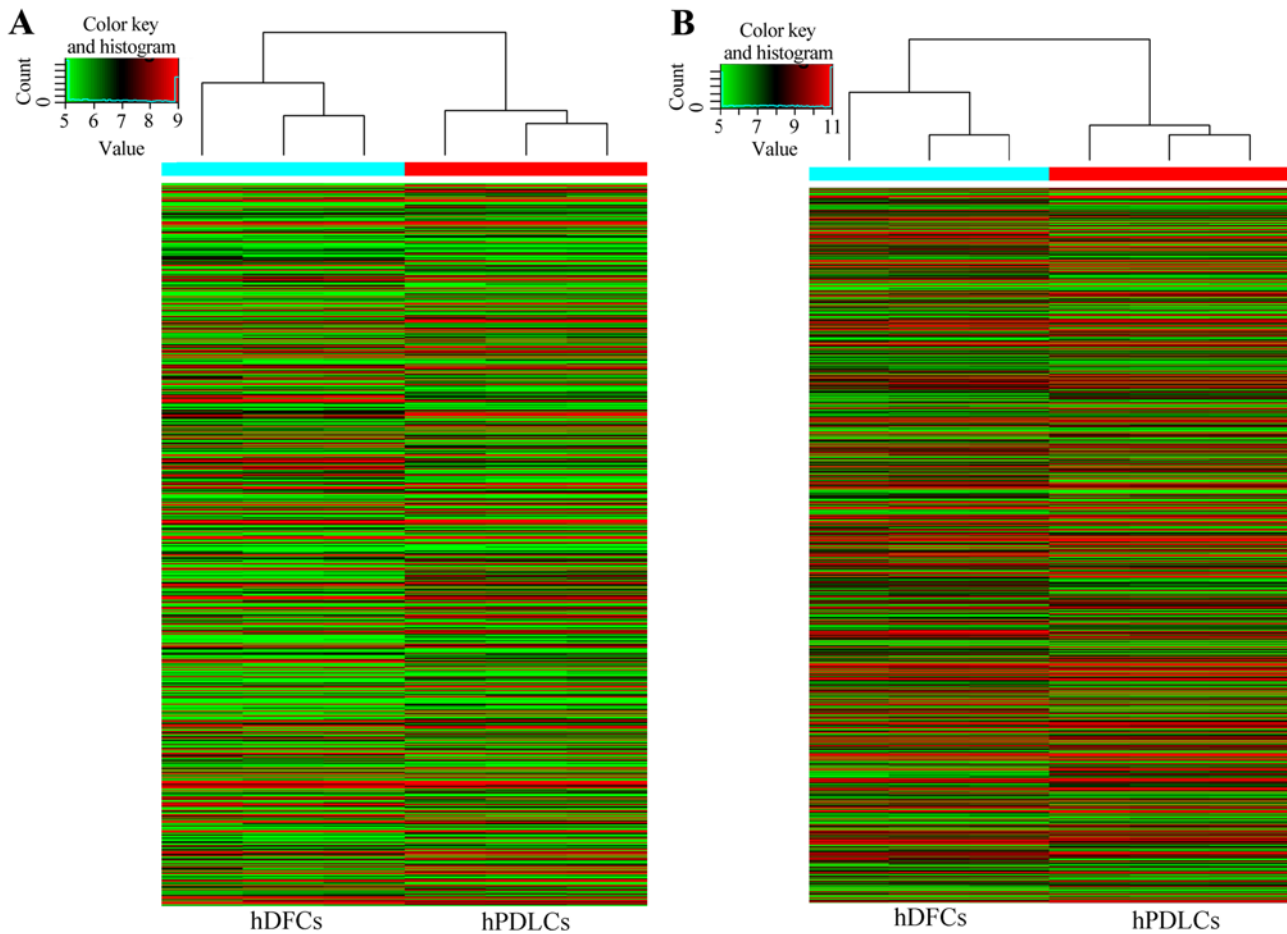 A
Color key
and histogram
Count
0
5 6 7 8 9
Value
hDFCs hPDLCs
B
Color key
and histogram
Count
0
5 7 9 11
Value
hDFCs hPDLCs